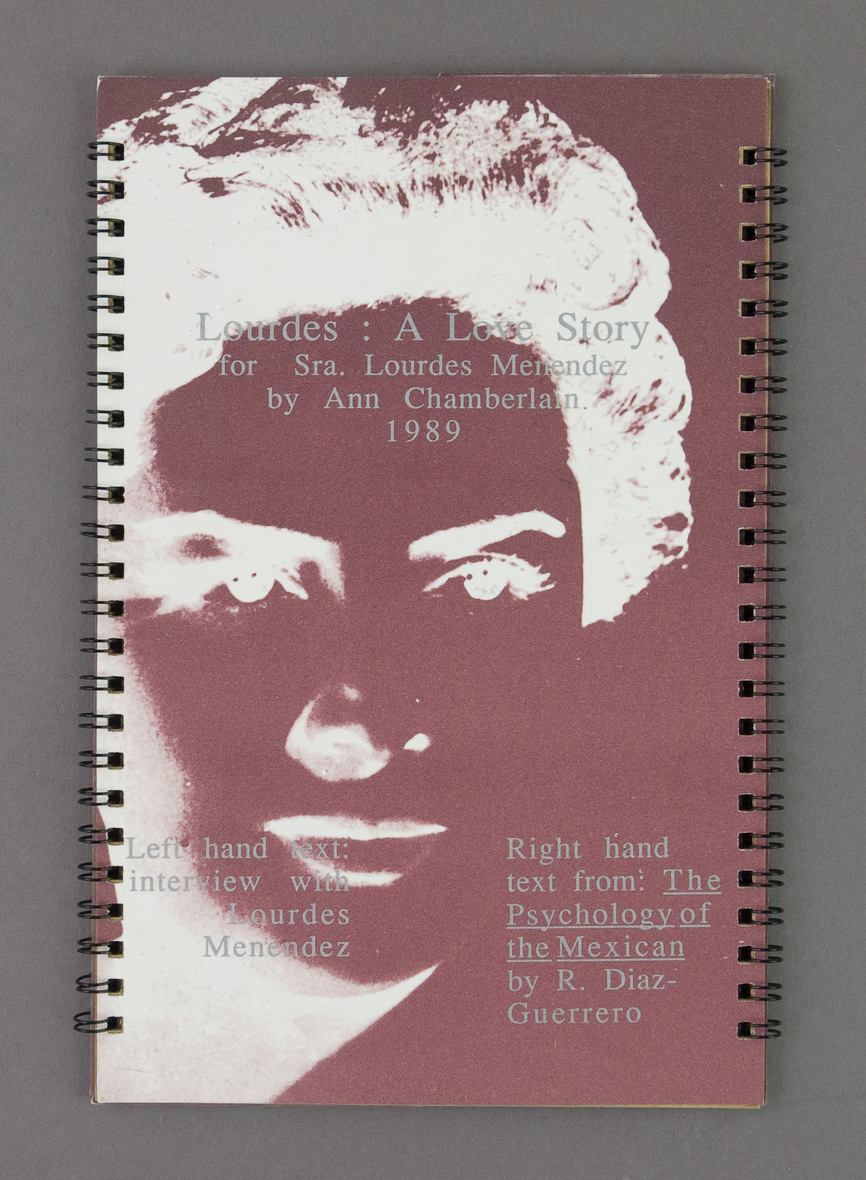 Lourdes : A Love Story
for Sra. Lourdes Menendez
by Ann Chamberlain
1989
Left hand text:
interview with
Lourdes
Menendez
Right hand
text from: The
Psychology of
the Mexican
by R. Diaz-
Guerrero